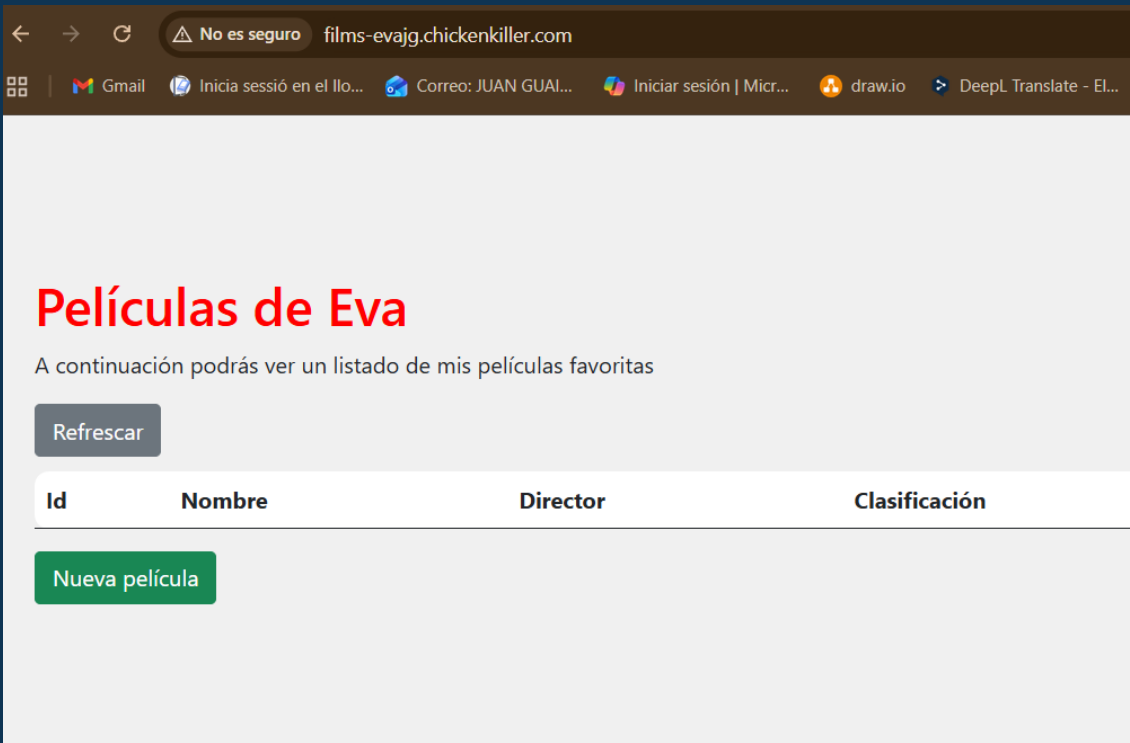 No es seguro films-evajg.chickenkiller.com
Gmail Inicia sessió en el llo... Correo: JUAN GUAI... Iniciar sesión | Micr... draw.io DeepL Translate - El...
Películas de Eva
A continuación podrás ver un listado de mis películas favoritas
Refrescar
Id Nombre Director Clasificación
Nueva película